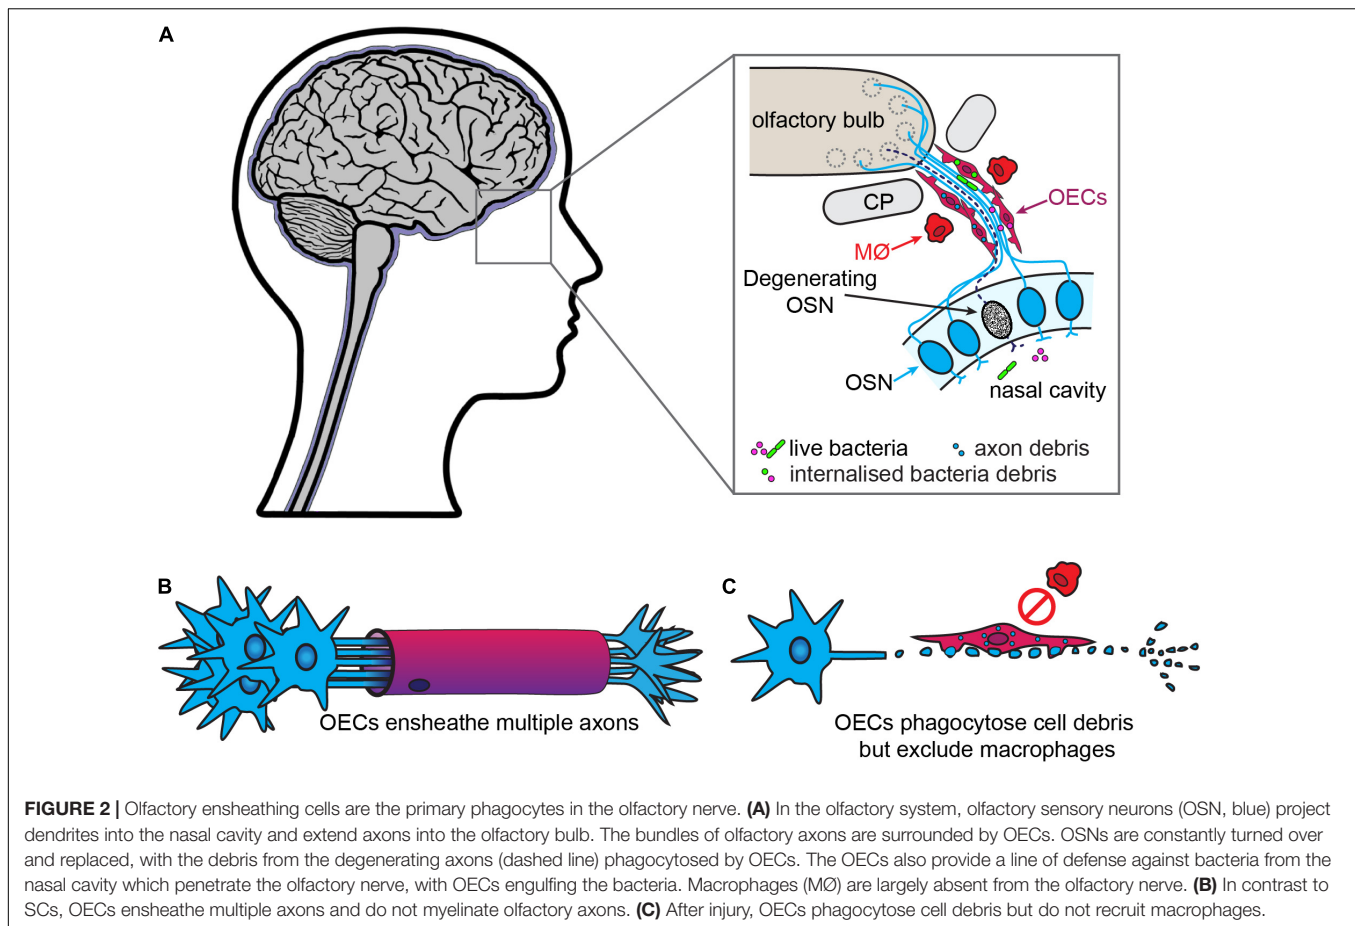 A
olfactory bulb
CP
OECs
MØ
Degenerating
OSN
OSN
nasal cavity
live bacteria
axon debris
internalised bacteria debris
B
OECs ensheathe multiple axons
C
OECs phagocytose cell debris
but exclude macrophages
FIGURE 2 | Olfactory ensheathing cells are the primary phagocytes in the olfactory nerve. (A) In the olfactory system, olfactory sensory neurons (OSN, blue) project
dendrites into the nasal cavity and extend axons into the olfactory bulb. The bundles of olfactory axons are surrounded by OECs. OSNs are constantly turned over
and replaced, with the debris from the degenerating axons (dashed line) phagocytosed by OECs. The OECs also provide a line of defense against bacteria from the
nasal cavity which penetrate the olfactory nerve, with OECs engulfing the bacteria. Macrophages (MØ) are largely absent from the olfactory nerve. (B) In contrast to
SCs, OECs ensheathe multiple axons and do not myelinate olfactory axons. (C) After injury, OECs phagocytose cell debris but do not recruit macrophages.